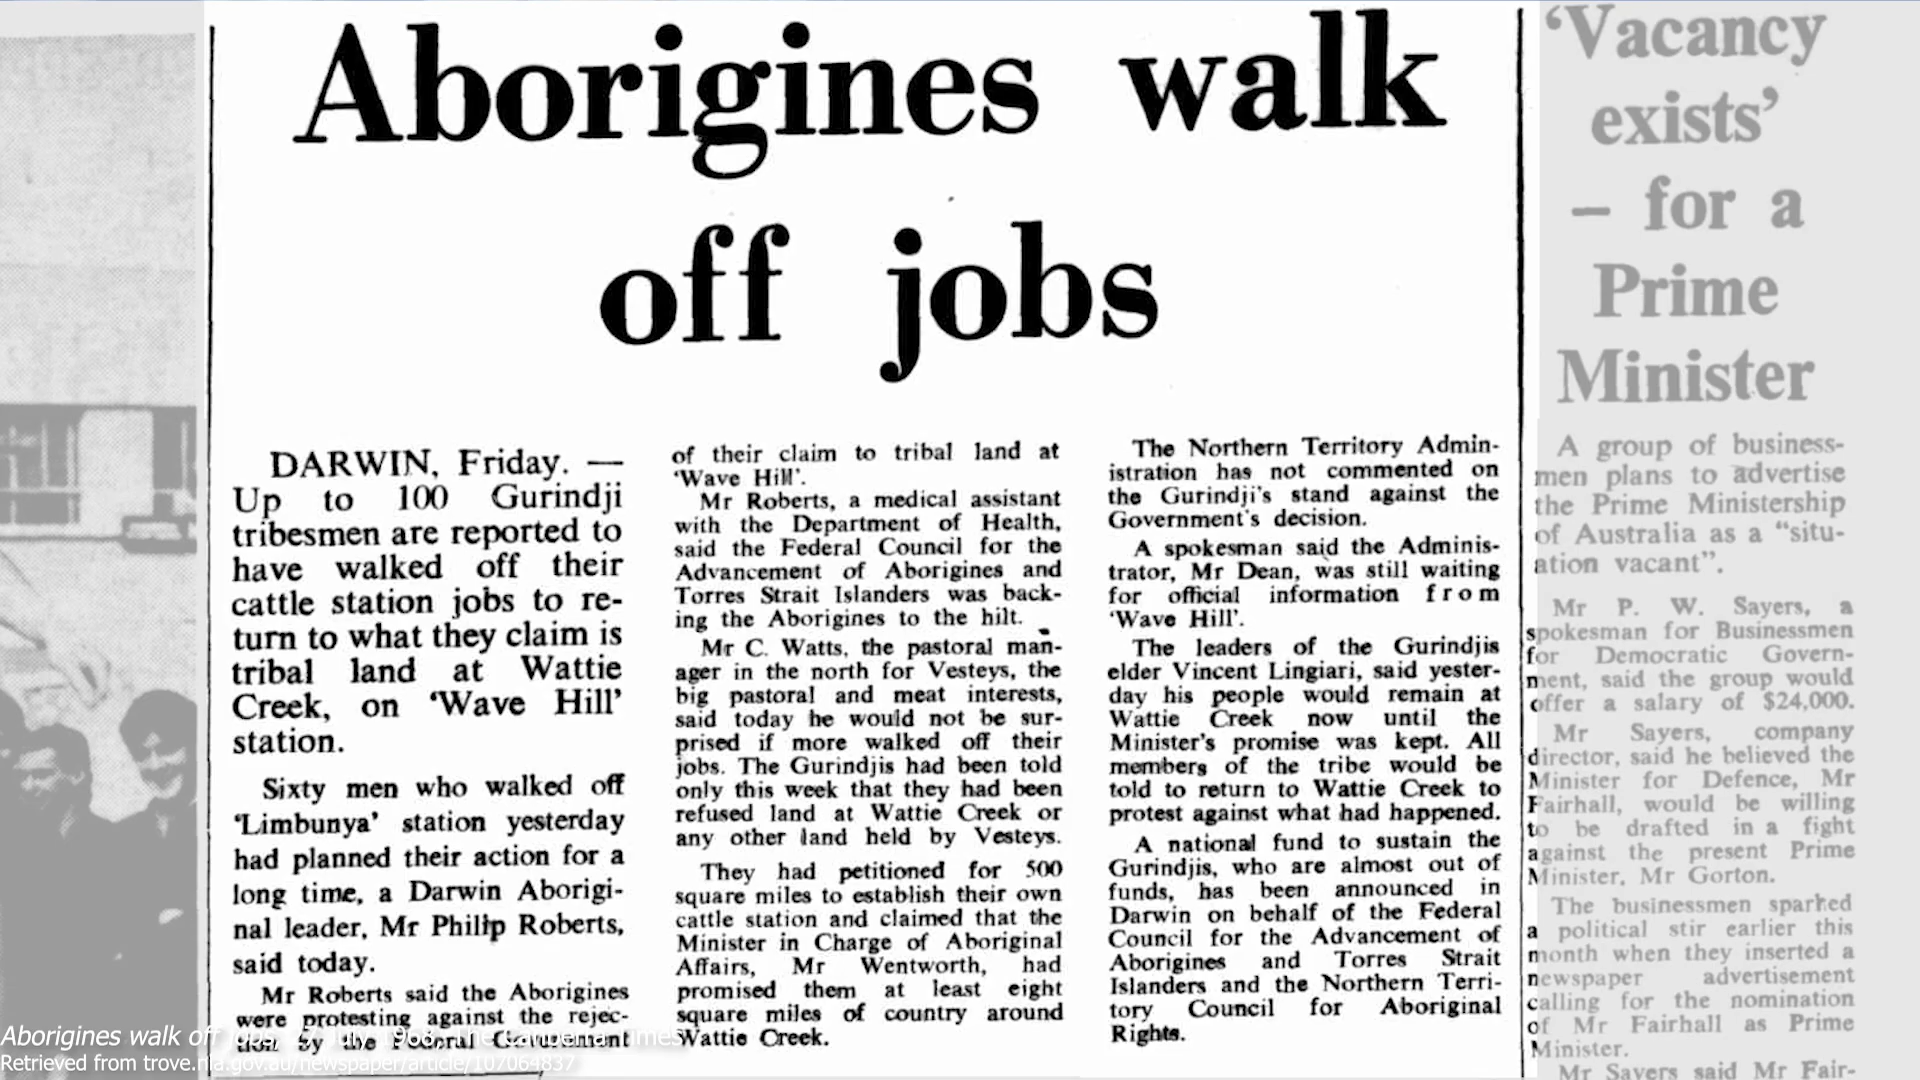 Aborigines walk
off jobs
DARWIN, Friday. —
Up to 100 Gurindji
tribesmen are reported to
have walked off their
cattle station jobs to re-
turn to what they claim is
tribal land at Wattie
Creek, on 'Wave Hill'
station.
Sixty men who walked off
'Limbunya' station yesterday
had planned their action for a
long time, a Darwin Aborigi-
nal leader, Mr Philip Roberts,
said today.
Mr Roberts said the Aborigines
were protesting against the rejec-
tion by the Federal Government
of their claim to tribal land at
'Wave Hill'.
Mr Roberts, a medical assistant
with the Department of Health,
said the Federal Council for the
Advancement of Aborigines and
Torres Strait Islanders was back-
ing the Aborigines to the hilt.
Mr C. Watts, the pastoral man-
ager in the north for Vesteys, the
big pastoral and meat interests,
said today he would not be sur-
prised if more walked off their
jobs. The Gurindjis had been told
only this week that they had been
refused land at Wattie Creek or
any other land held by Vesteys.
They had petitioned for 500
square miles to establish their own
cattle station and claimed that the
Minister in Charge of Aboriginal
Affairs, Mr Wentworth, had
promised them at least eight
square miles of country around
Wattie Creek.
The Northern Territory Admin-
istration has not commented on
the Gurindji's stand against the
Government's decision.
A spokesman said the Adminis-
trator, Mr Dean, was still waiting
for official information from
'Wave Hill'.
The leaders of the Gurindjis
elder Vincent Lingiari, said yester-
day his people would remain at
Wattie Creek now until the
Minister's promise was kept. All
members of the tribe would be
told to return to Wattie Creek to
protest against what had happened.
A national fund to sustain the
Gurindjis, who are almost out of
funds, has been announced in
Darwin on behalf of the Federal
Council for the Advancement of
Aborigines and Torres Strait
Islanders and the Northern Terri-
tory Council for Aboriginal
Rights.
'Vacancy
exists'
– for a
Prime
Minister
A group of business-
men plans to advertise
the Prime Ministership
of Australia as a "situ-
ation vacant".
Mr P. W. Sayers, a
spokesman for Businessmen
for Democratic Govern-
ment, said the group would
offer a salary of $24,000.
Mr Sayers, company
director, said he believed the
Minister for Defence, Mr
Fairhall, would be willing
to be drafted in a fight
against the present Prime
Minister, Mr Gorton.
The businessmen sparked
a political stir earlier this
month when they inserted a
newspaper advertisement
calling for the nomination
of Mr Fairhall as Prime
Minister.
Mr Sayers said Mr Fair-
Aborigines walk off jobs, July 1968, The Canberra Times
Retrieved from trove.nla.gov.au/newspaper/article/107064837